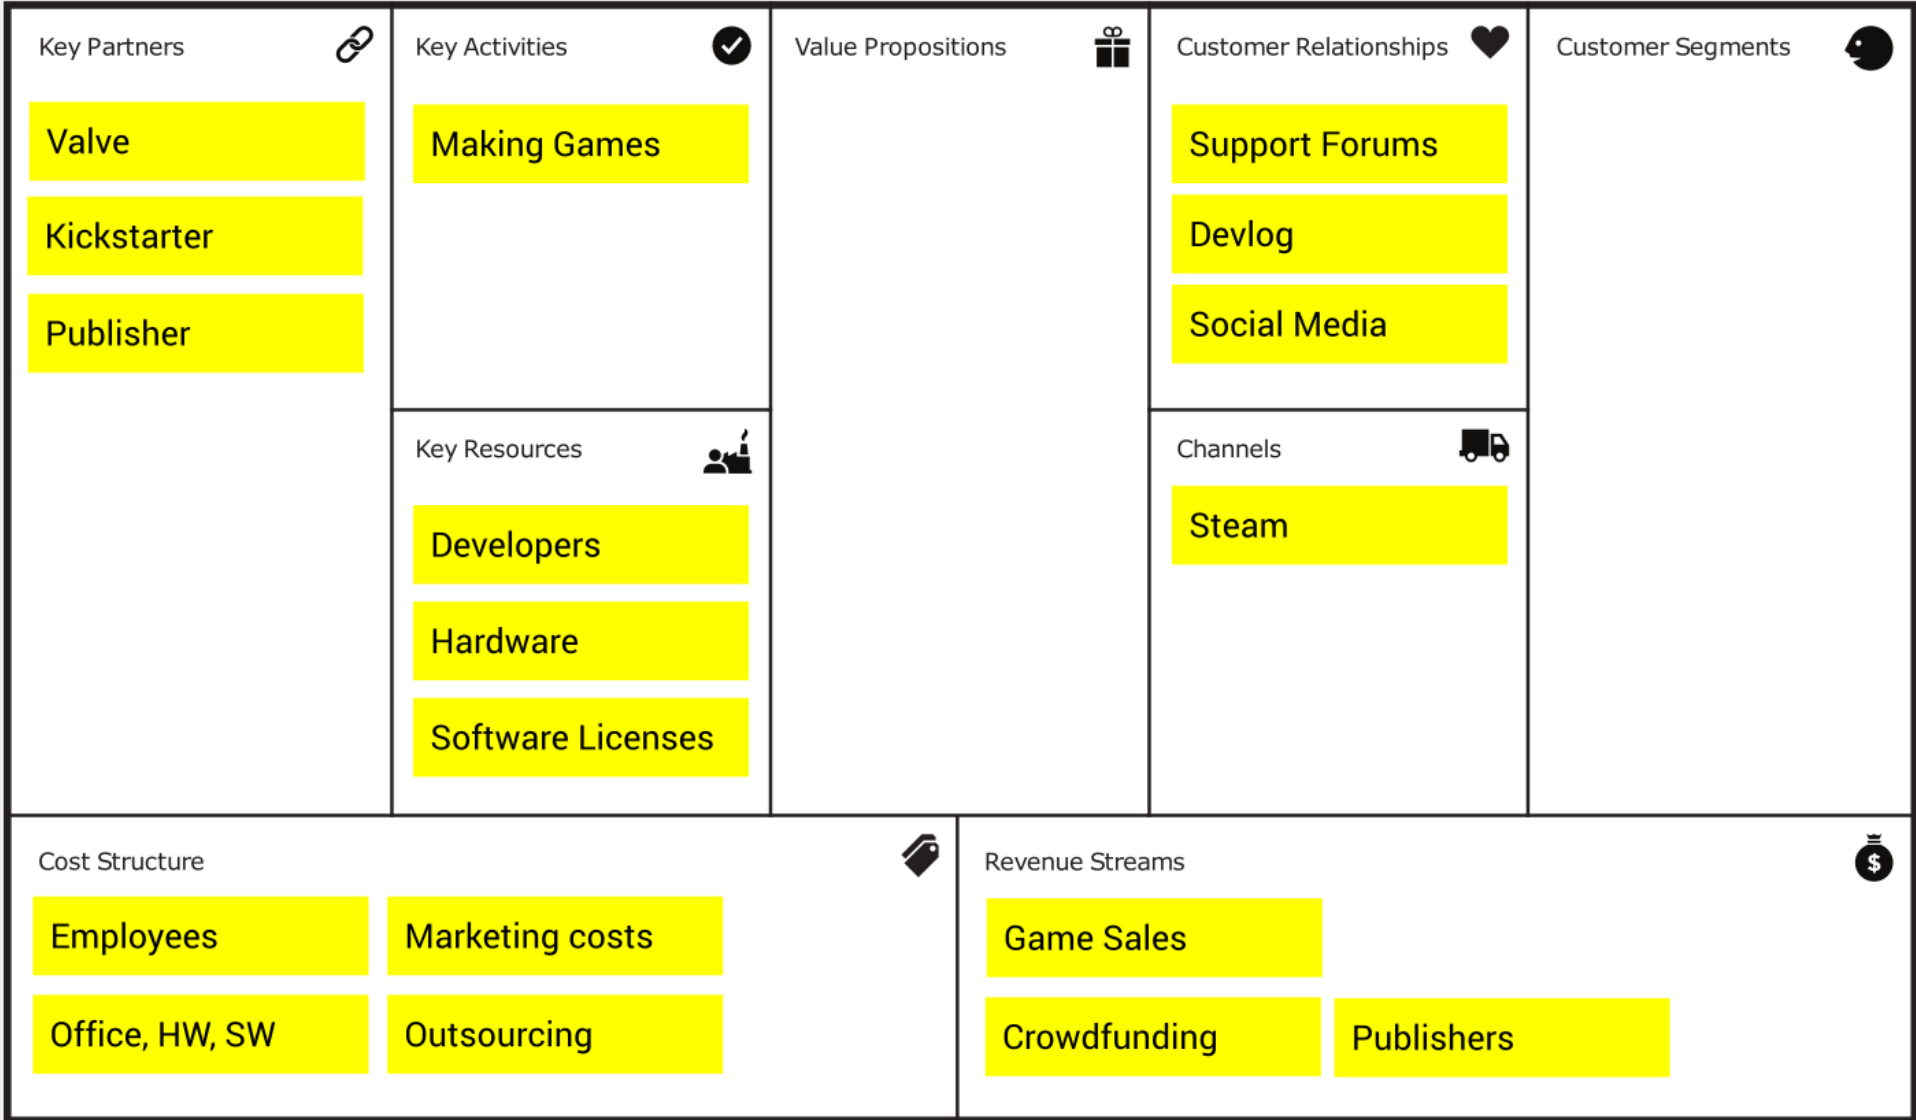 Key Partners
Valve
Kickstarter
Publisher
Key Activities
Making Games
Key Resources
Developers
Hardware
Software Licenses
Value Propositions
Customer Relationships
Support Forums
Devlog
Social Media
Channels
Steam
Customer Segments
Cost Structure
Employees
Marketing costs
Office, HW, SW
Outsourcing
Revenue Streams
$
Game Sales
Crowdfunding
Publishers